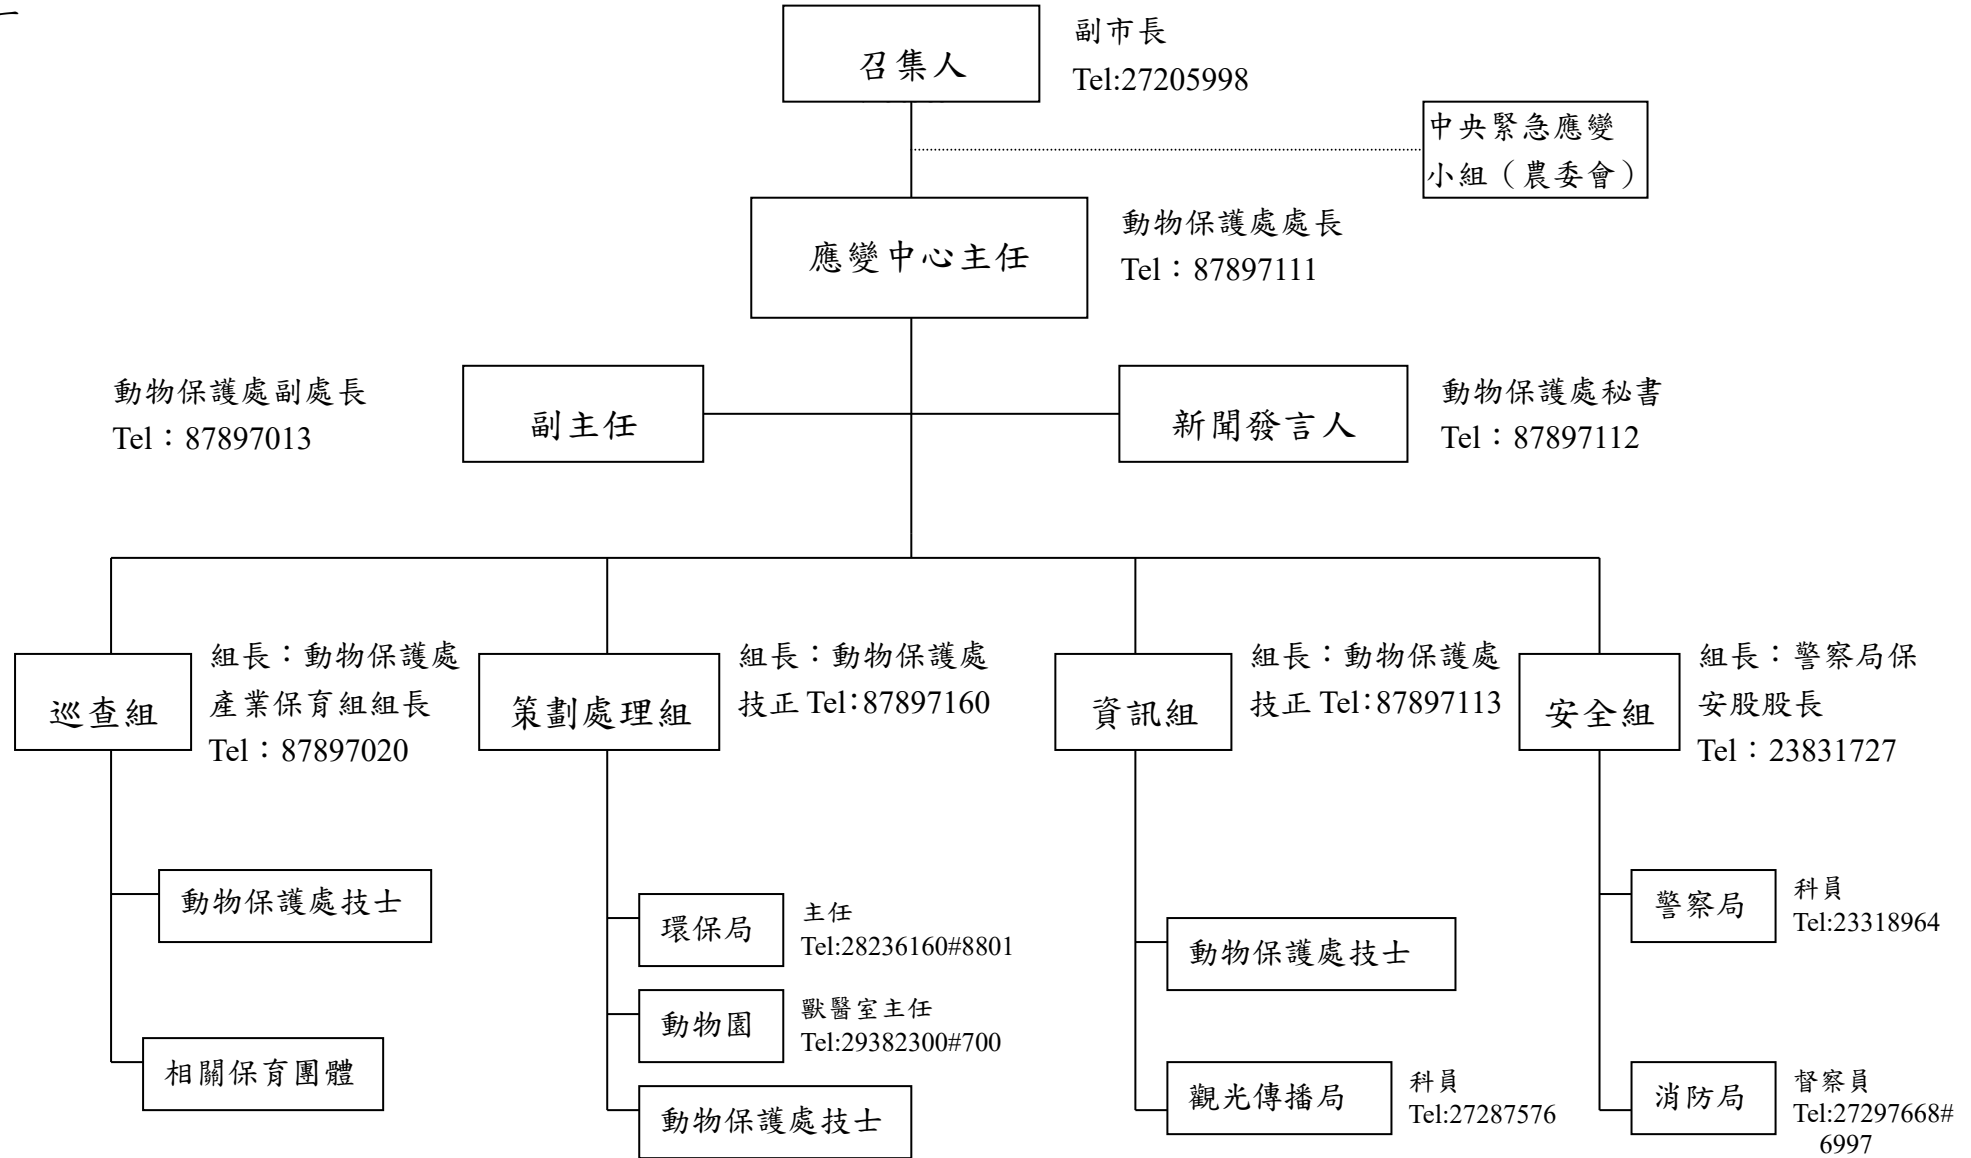 召集人
副市長
Tel:27205998
中央緊急應變
小組（農委會）
應變中心主任
動物保護處處長
Tel：87897111
動物保護處副處長
Tel：87897013
副主任
新聞發言人
動物保護處秘書
Tel：87897112
巡查組
組長：動物保護處
產業保育組組長
Tel：87897020
策劃處理組
組長：動物保護處
技正 Tel:87897160
資訊組
組長：動物保護處
技正 Tel:87897113
安全組
組長：警察局保
安股股長
Tel：23831727
動物保護處技士
相關保育團體
環保局
主任
Tel:28236160#8801
動物園
獸醫室主任
Tel:29382300#700
動物保護處技士
動物保護處技士
觀光傳播局
科員
Tel:27287576
警察局
科員
Tel:23318964
消防局
督察員
Tel:27297668#
6997